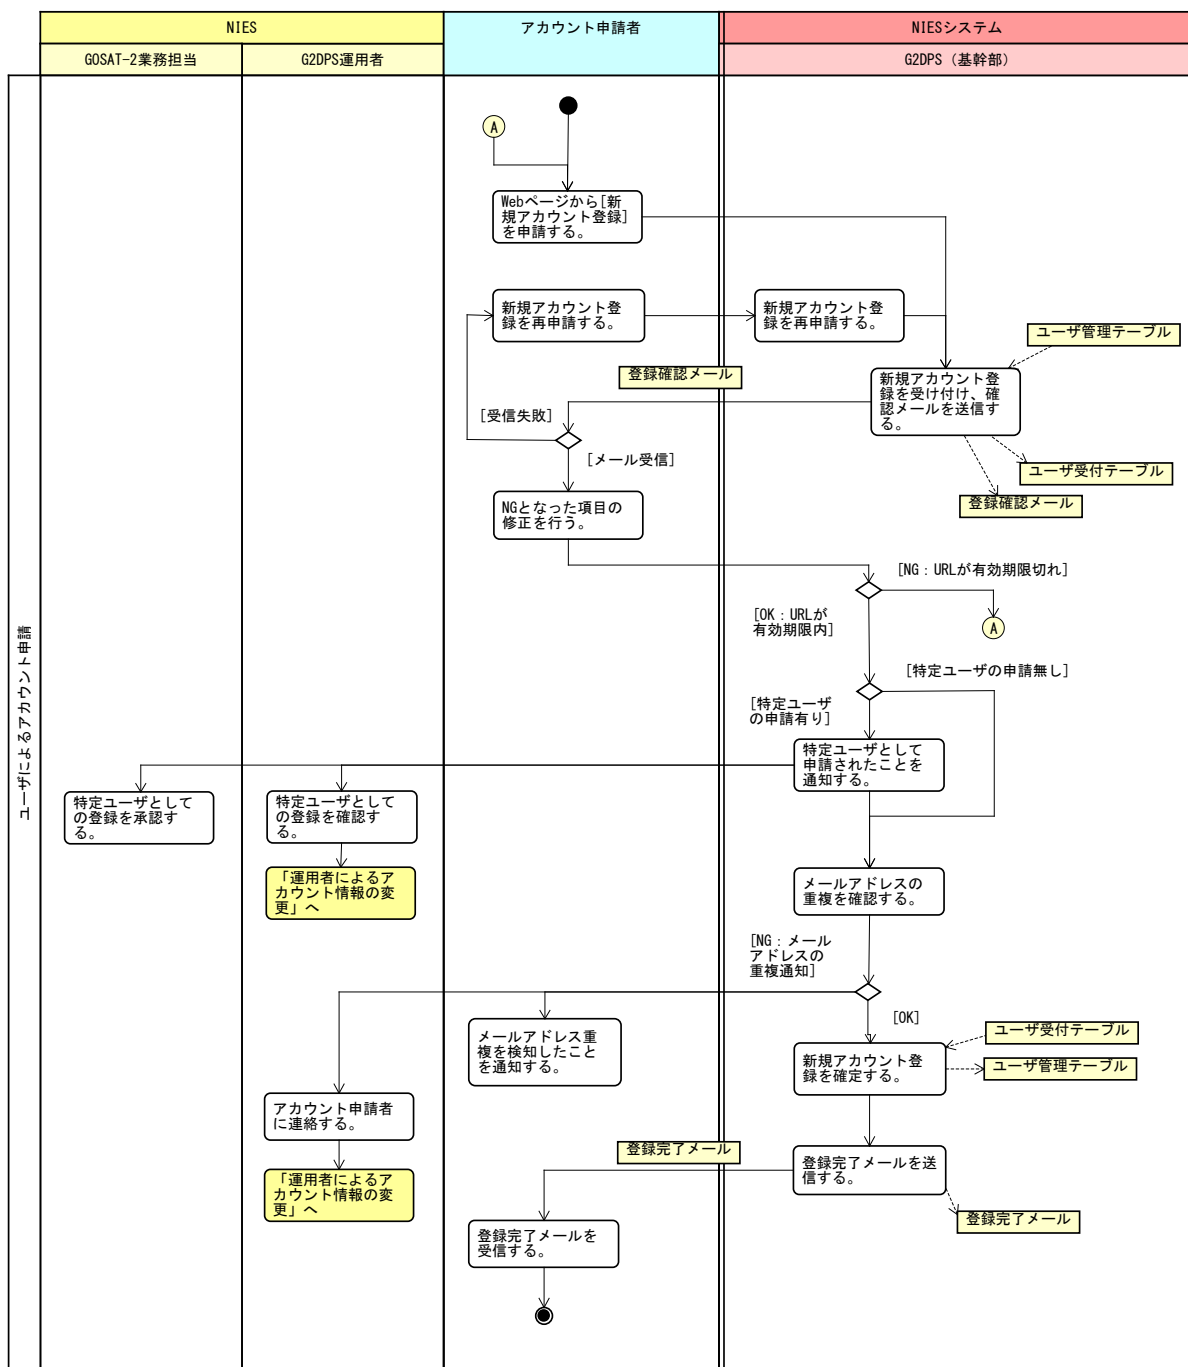 NIES
アカウント申請者
NIESシステム
GOSAT-2業務担当
G2DPS運用者
G2DPS（基幹部）
ユーザによるアカウント申請
A
Webページから[新
規アカウント登録]
を申請する。
新規アカウント登
録を再申請する。
新規アカウント登
録を再申請する。
ユーザ管理テーブル
登録確認メール
新規アカウント登
録を受け付け、確
認メールを送信す
る。
[受信失敗]
[メール受信]
ユーザ受付テーブル
登録確認メール
NGとなった項目の
修正を行う。
[NG：URLが有効期限切れ]
[OK：URLが
有効期限内]
A
[特定ユーザの申請無し]
[特定ユーザ
の申請有り]
特定ユーザとして
申請されたことを
通知する。
特定ユーザとして
の登録を承認す
る。
特定ユーザとして
の登録を確認す
る。
「運用者によるア
カウント情報の変
更」へ
メールアドレスの
重複を確認する。
[NG：メール
アドレスの
重複通知]
[OK]
メールアドレス重
複を検知したこと
を通知する。
ユーザ受付テーブル
新規アカウント登
録を確定する。
ユーザ管理テーブル
アカウント申請者
に連絡する。
登録完了メール
登録完了メールを送
信する。
「運用者によるア
カウント情報の変
更」へ
登録完了メール
登録完了メールを
受信する。